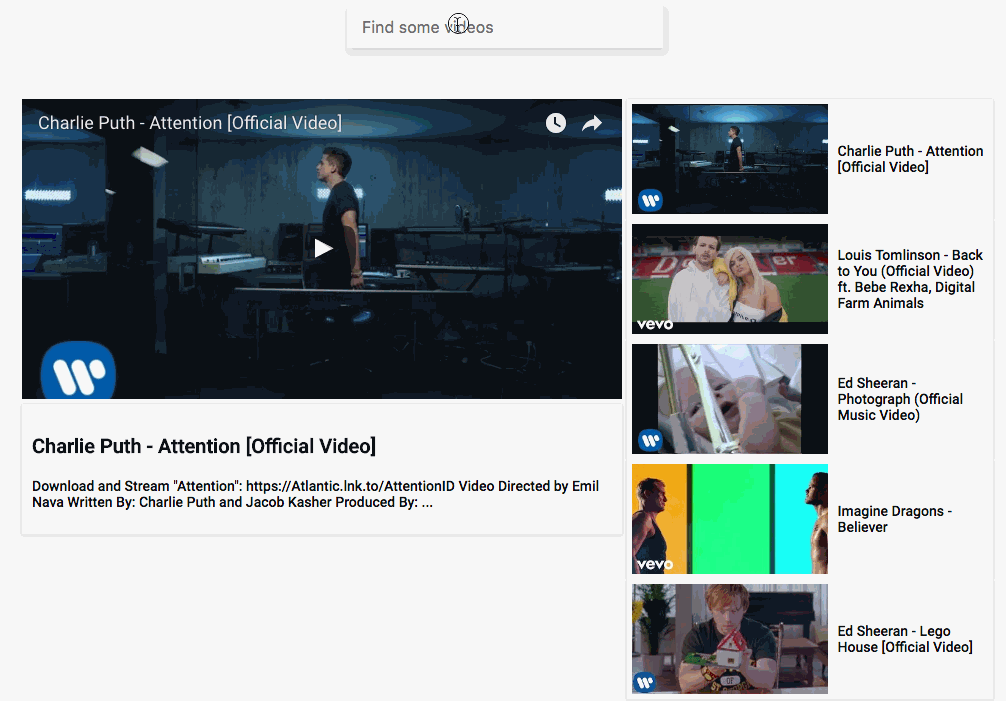 Find some videos
Charlie Puth - Attention [Official Video]
Charlie Puth - Attention [Official Video]
Download and Stream "Attention": https://Atlantic.lnk.to/AttentionID Video Directed by Emil
Nava Written By: Charlie Puth and Jacob Kasher Produced By: ...
Charlie Puth - Attention
[Official Video]
Louis Tomlinson - Back
to You (Official Video)
ft. Bebe Rexha, Digital
Farm Animals
vevo
Ed Sheeran -
Photograph (Official
Music Video)
Imagine Dragons -
Believer
vevo
Ed Sheeran - Lego
House [Official Video]